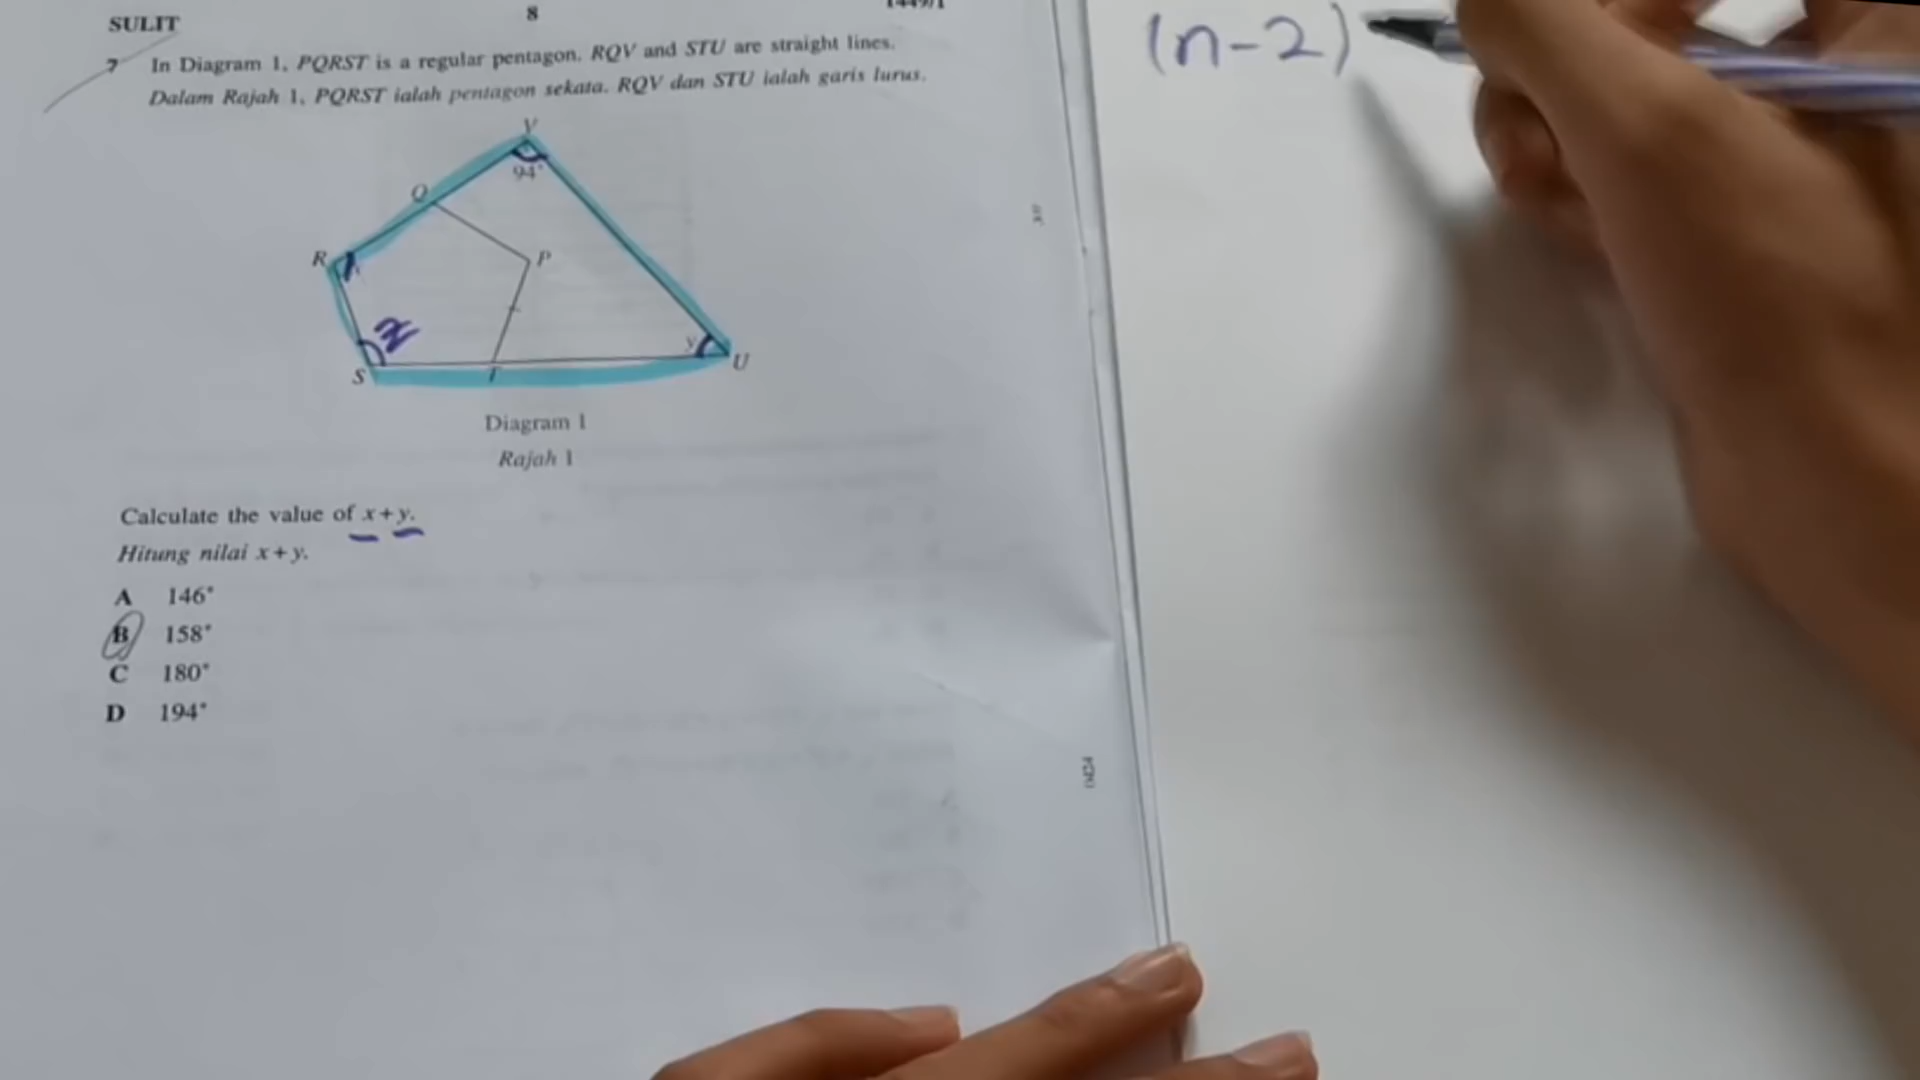 SULIT
8
(n-2)
7 In Diagram 1, PQRST is a regular pentagon. RQV and STU are straight lines.
Dalam Rajah 1, PQRST ialah pentagon sekata. RQV dan STU ialah garis lurus.
V
94°
Q
R
P
z
y
S
T
U
Diagram 1
Rajah 1
Calculate the value of x+y.
Hitung nilai x+y.
A 146°
B 158°
C 180°
D 194°